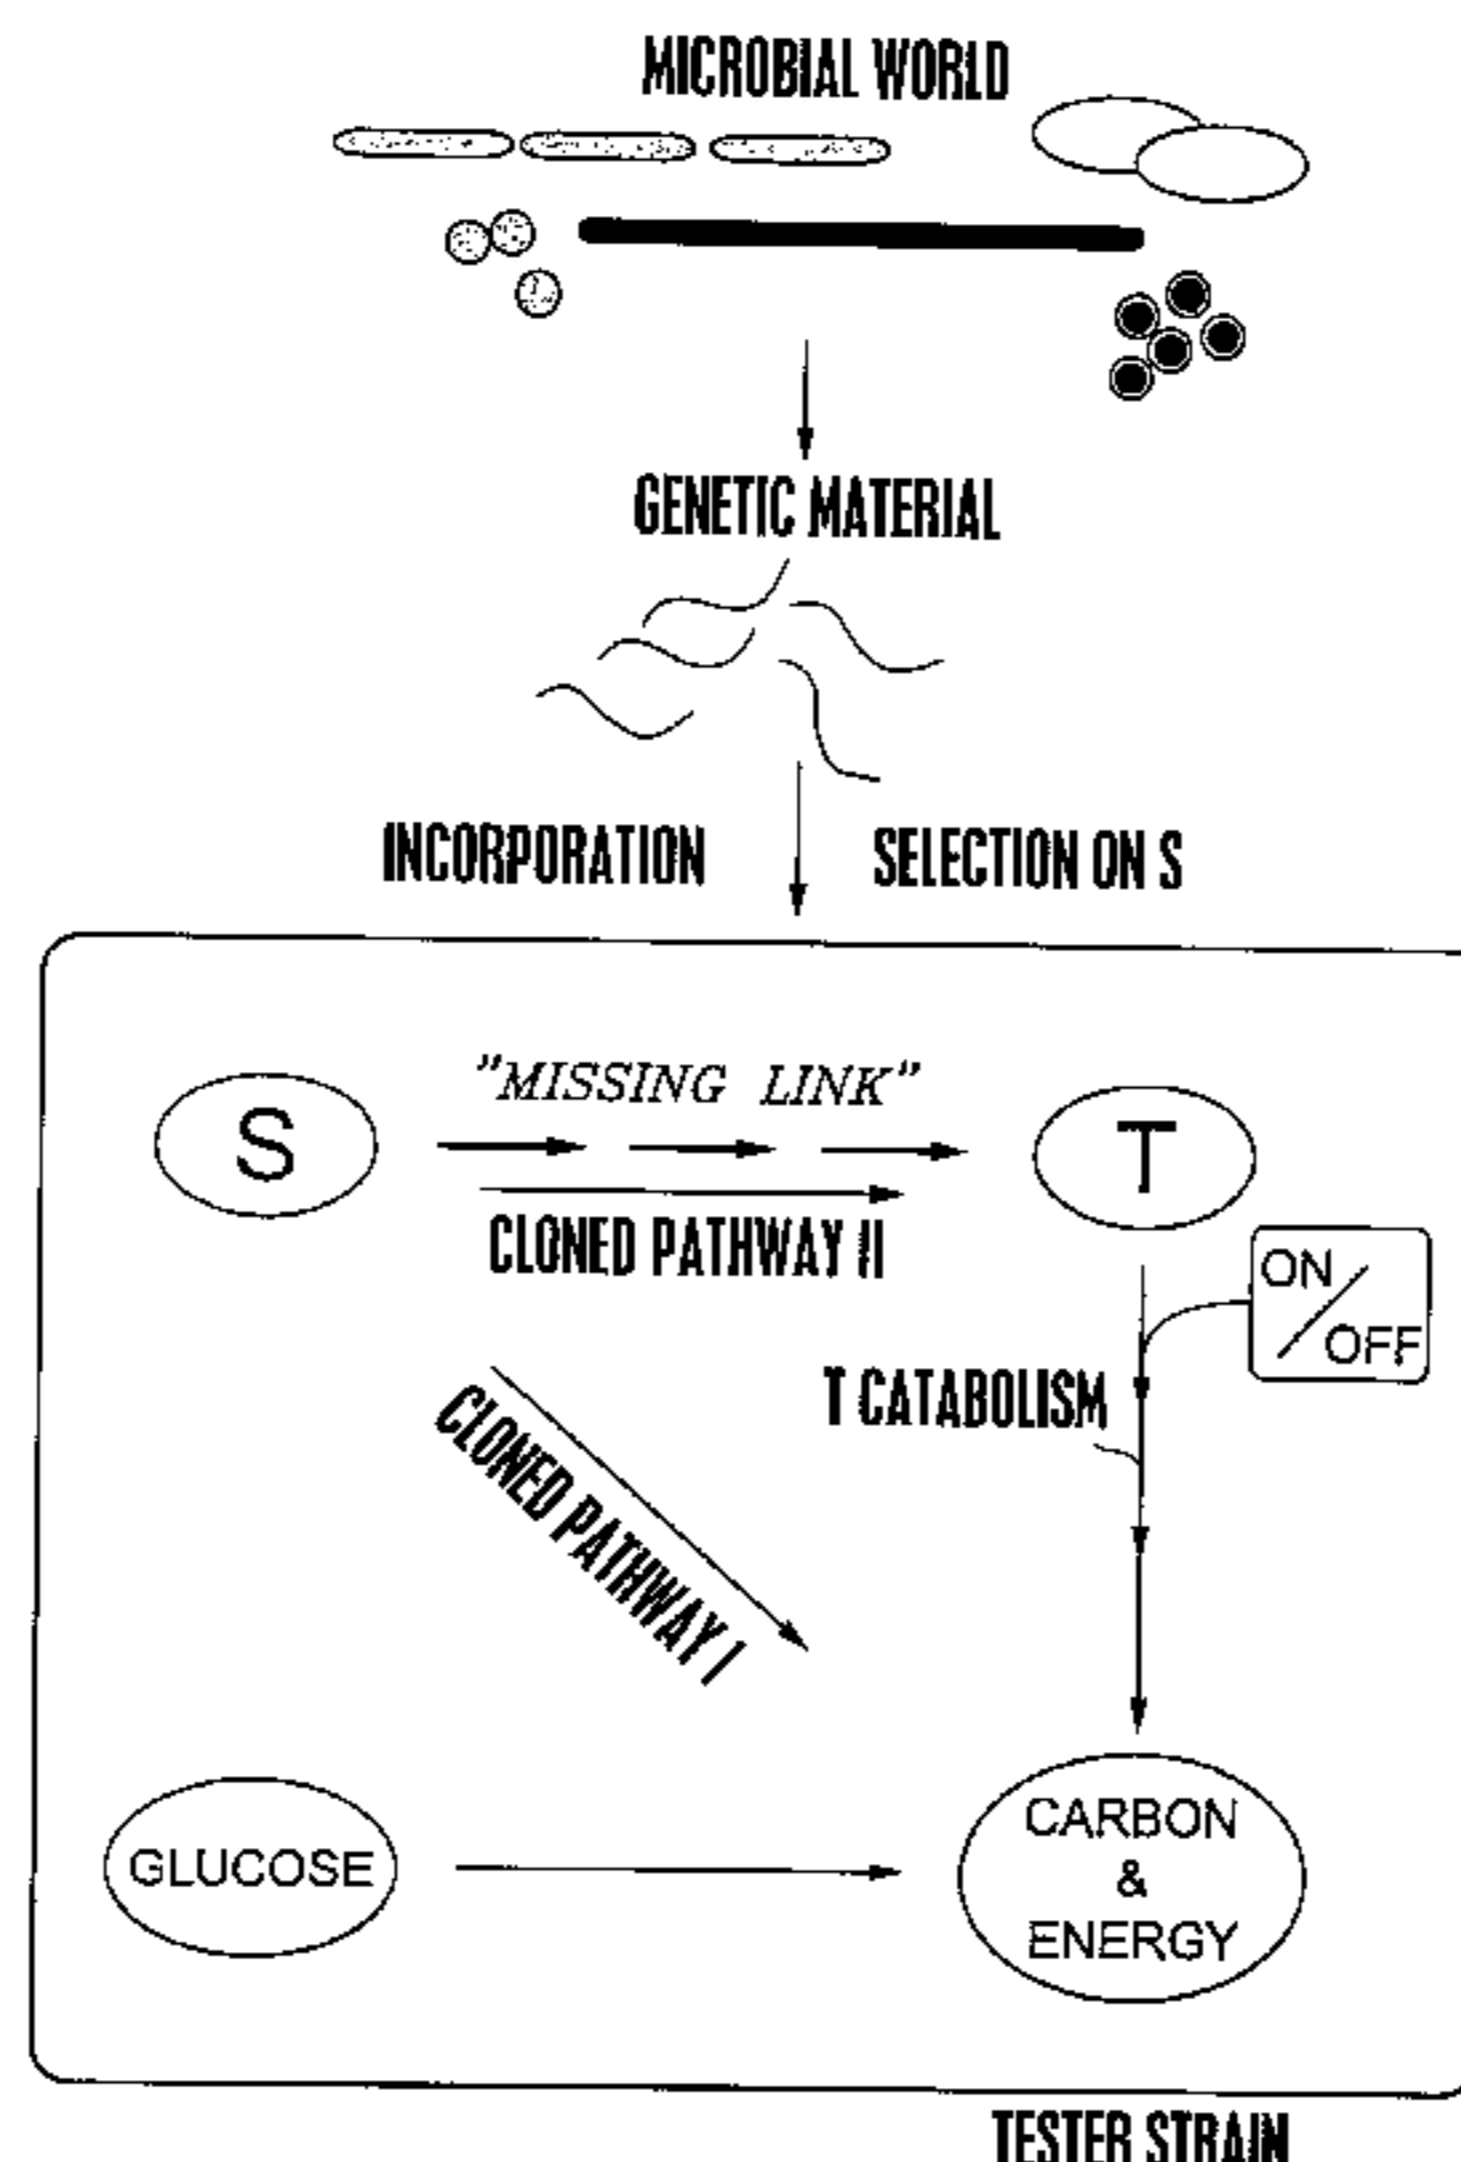 MICROBIAL WORLD
GENETIC MATERIAL
INCORPORATION
SELECTION ON S
"MISSING LINK"
S
T
CLONED PATHWAY II
ON
OFF
T CATABOLISM
CLONED PATHWAY I
GLUCOSE
CARBON
&
ENERGY
TESTER STRAIN